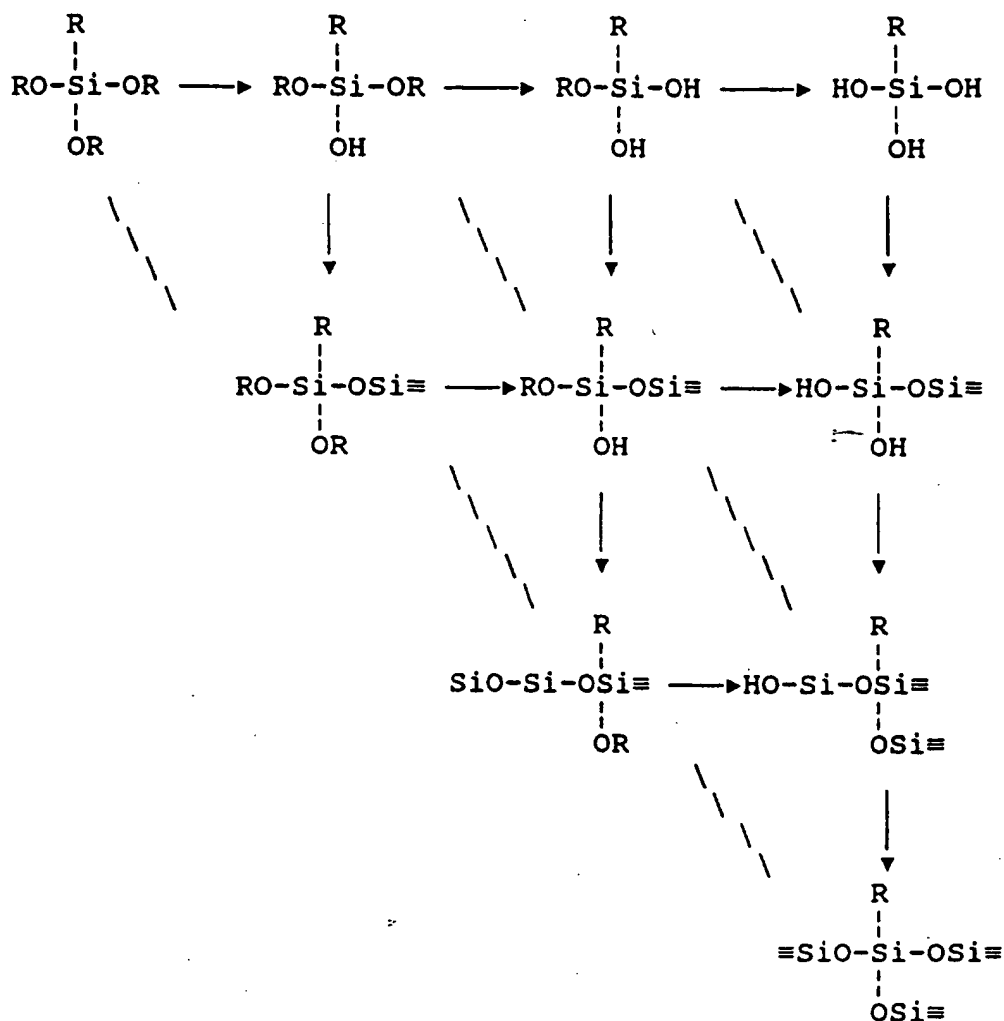 R R R R
RO-Si-OR RO-Si-OR RO-Si-OH HO-Si-OH
OR OH OH OH
R R R
RO-Si-OSi≡ RO-Si-OSi≡ HO-Si-OSi≡
OR OH OH
R R
SiO-Si-OSi≡ HO-Si-OSi≡
OR OSi≡
R
≡SiO-Si-OSi≡
OSi≡